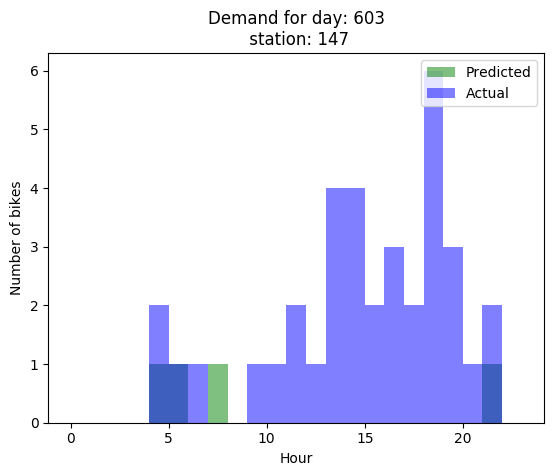 Demand for day: 603
station: 147
Number of bikes
6
5
4
3
2
1
0
Predicted
Actual
0 5 10 15 20
Hour